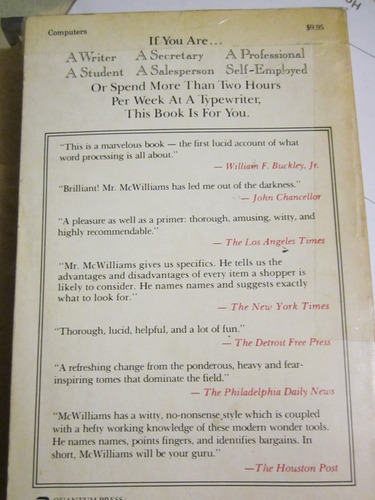 Computers $9.95
If You Are...
A Writer A Secretary A Professional
A Student A Salesperson Self-Employed
Or Spend More Than Two Hours
Per Week At A Typewriter,
This Book Is For You.
"This is a marvelous book — the first lucid account of what
word processing is all about."
— William F. Buckley, Jr.
"Brilliant! Mr. McWilliams has led me out of the darkness."
— John Chancellor
"A pleasure as well as a primer: thorough, amusing, witty, and
highly recommendable."
— The Los Angeles Times
"Mr. McWilliams gives us specifics. He tells us the
advantages and disadvantages of every item a shopper is
likely to consider. He names names and suggests exactly
what to look for."
— The New York Times
"Thorough, lucid, helpful, and a lot of fun."
— The Detroit Free Press
"A refreshing change from the ponderous, heavy and fear-
inspiring tomes that dominate the field."
— The Philadelphia Daily News
"McWilliams has a witty, no-nonsense style which is coupled
with a hefty working knowledge of these modern wonder tools.
He names names, points fingers, and identifies bargains. In
short, McWilliams will be your guru."
—The Houston Post
QUANTUM PRESS